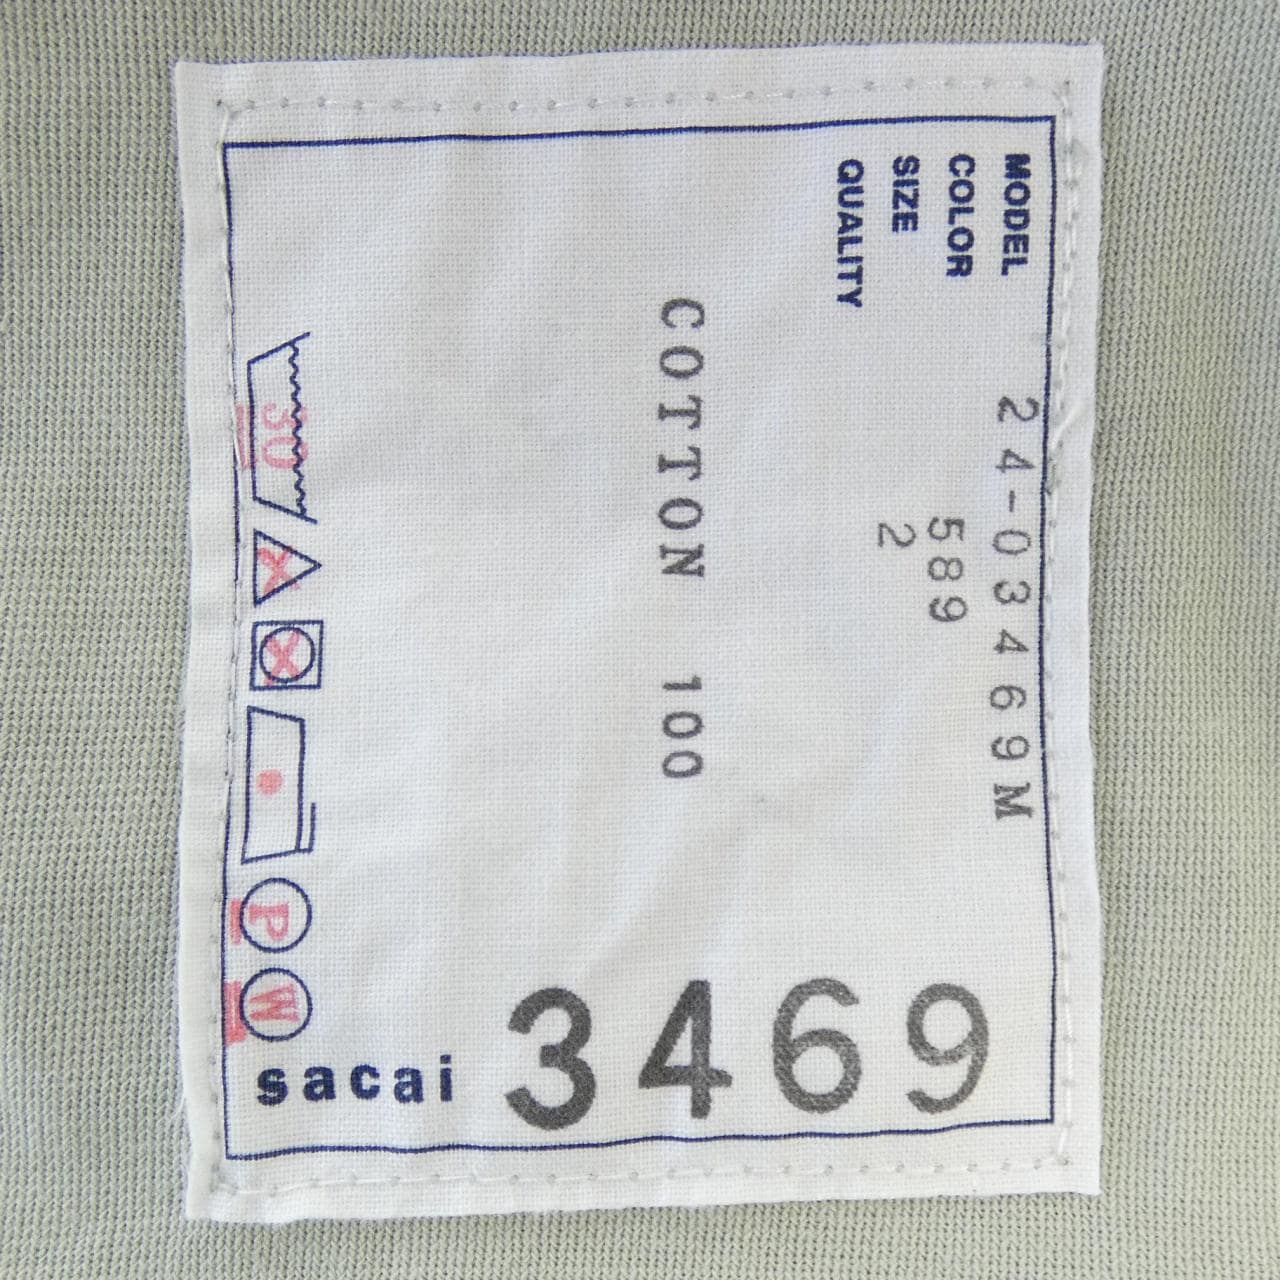 MODEL 24-03469M
COLOR 589
SIZE 2
QUALITY
COTTON 100
30
P
W
sacai 3469